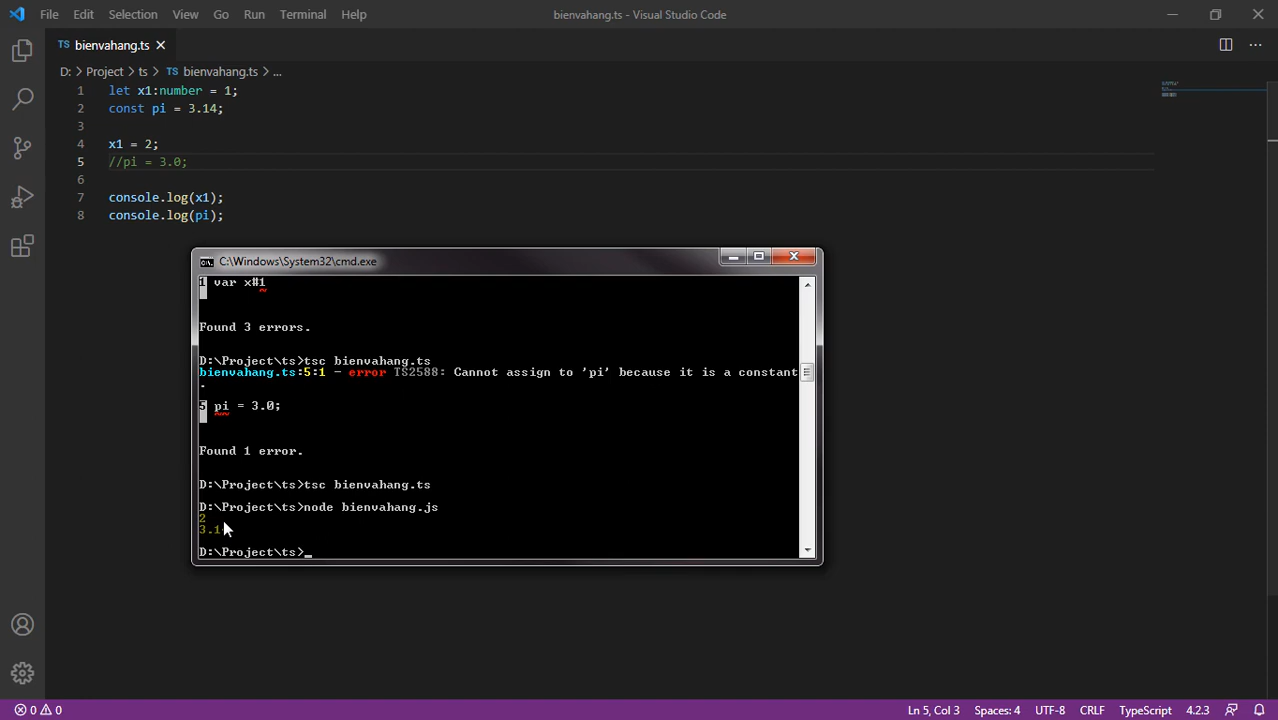 File Edit Selection View Go Run Terminal Help
bienvahang.ts - Visual Studio Code
TS bienvahang.ts
D: > Project > ts > TS bienvahang.ts > ...
1 let x1:number = 1;
2 const pi = 3.14;
3
4 x1 = 2;
5 //pi = 3.0;
6
7 console.log(x1);
8 console.log(pi);
C:\Windows\System32\cmd.exe
1 var x#1
Found 3 errors.
D:\Project\ts>tsc bienvahang.ts
bienvahang.ts:5:1 - error TS2588: Cannot assign to 'pi' because it is a constant
.
5 pi = 3.0;
Found 1 error.
D:\Project\ts>tsc bienvahang.ts
D:\Project\ts>node bienvahang.js
2
D:\Project\ts>_
0 0
Ln 5, Col 3 Spaces: 4 UTF-8 CRLF TypeScript 4.2.3